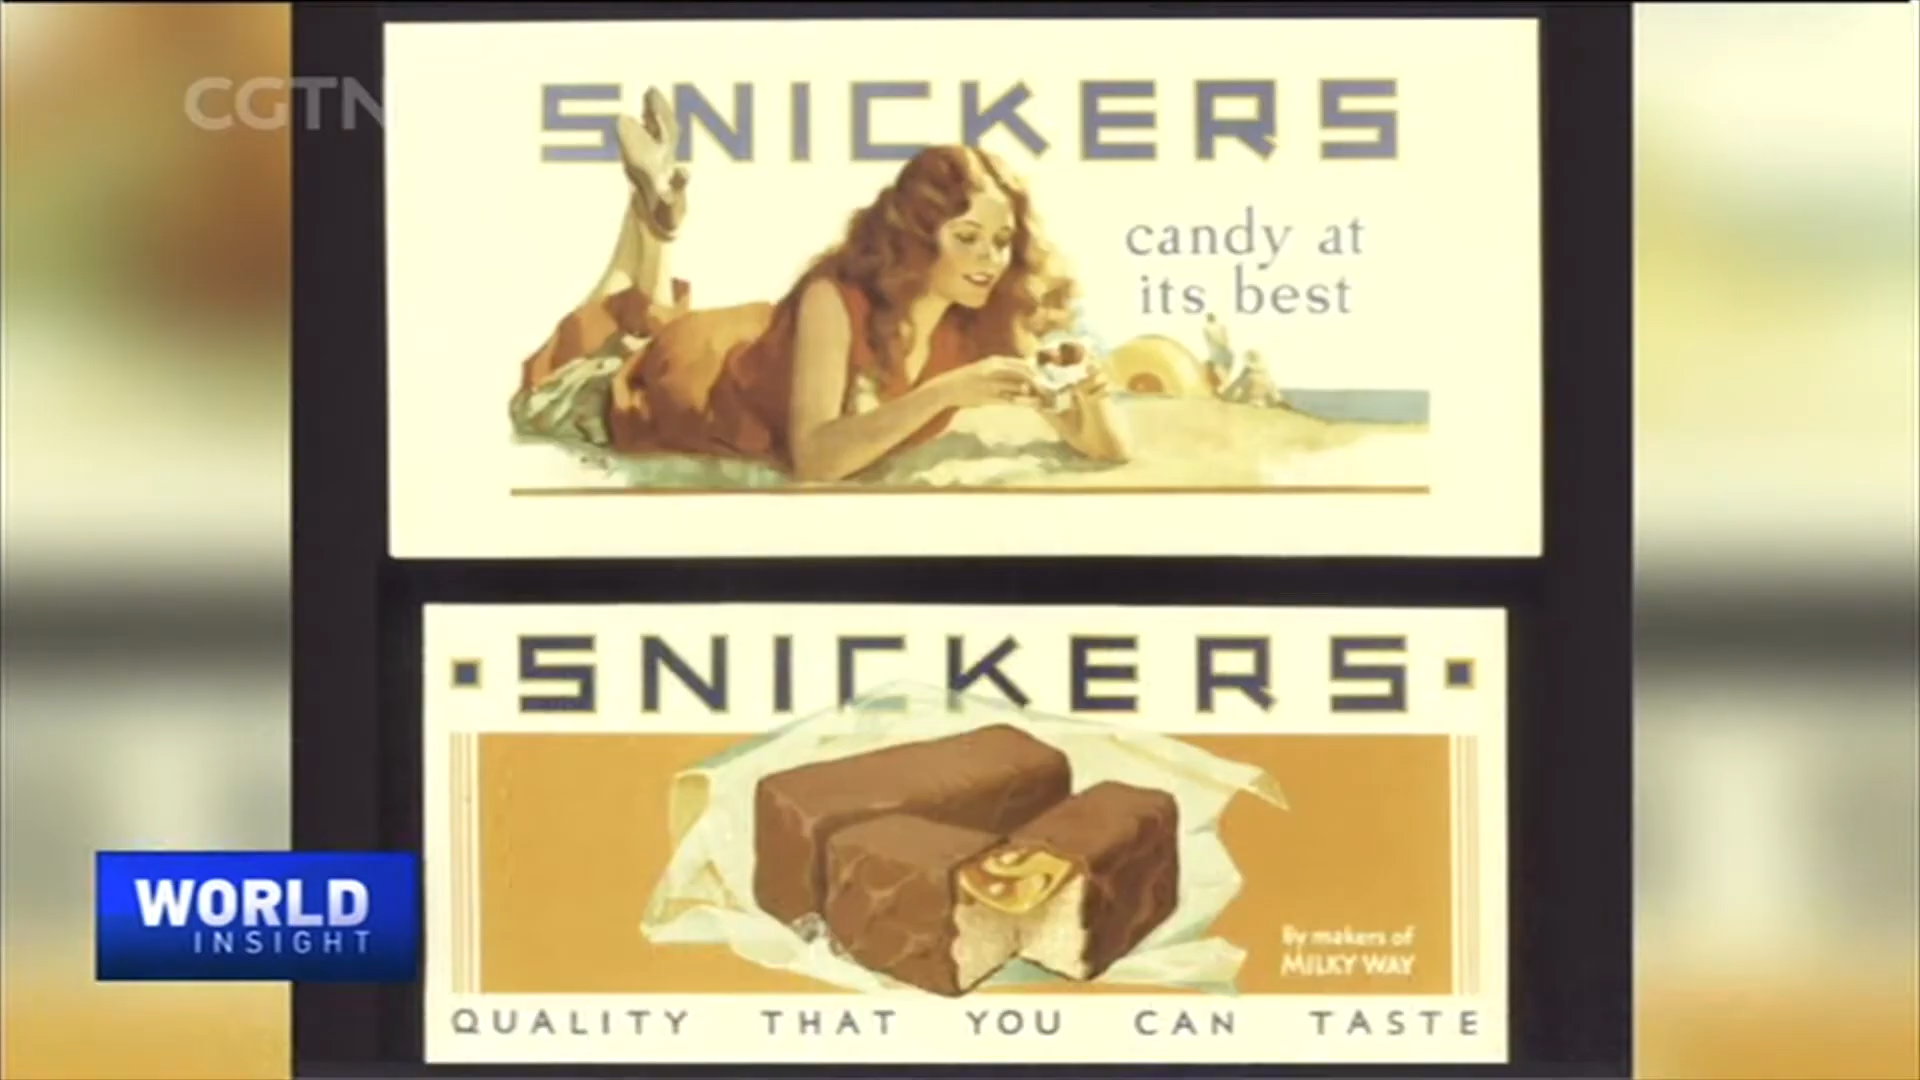 CGTN
SNICKERS
candy at
its best
SNICKERS
By makers of
MILKY WAY
QUALITY THAT YOU CAN TASTE
WORLD
INSIGHT